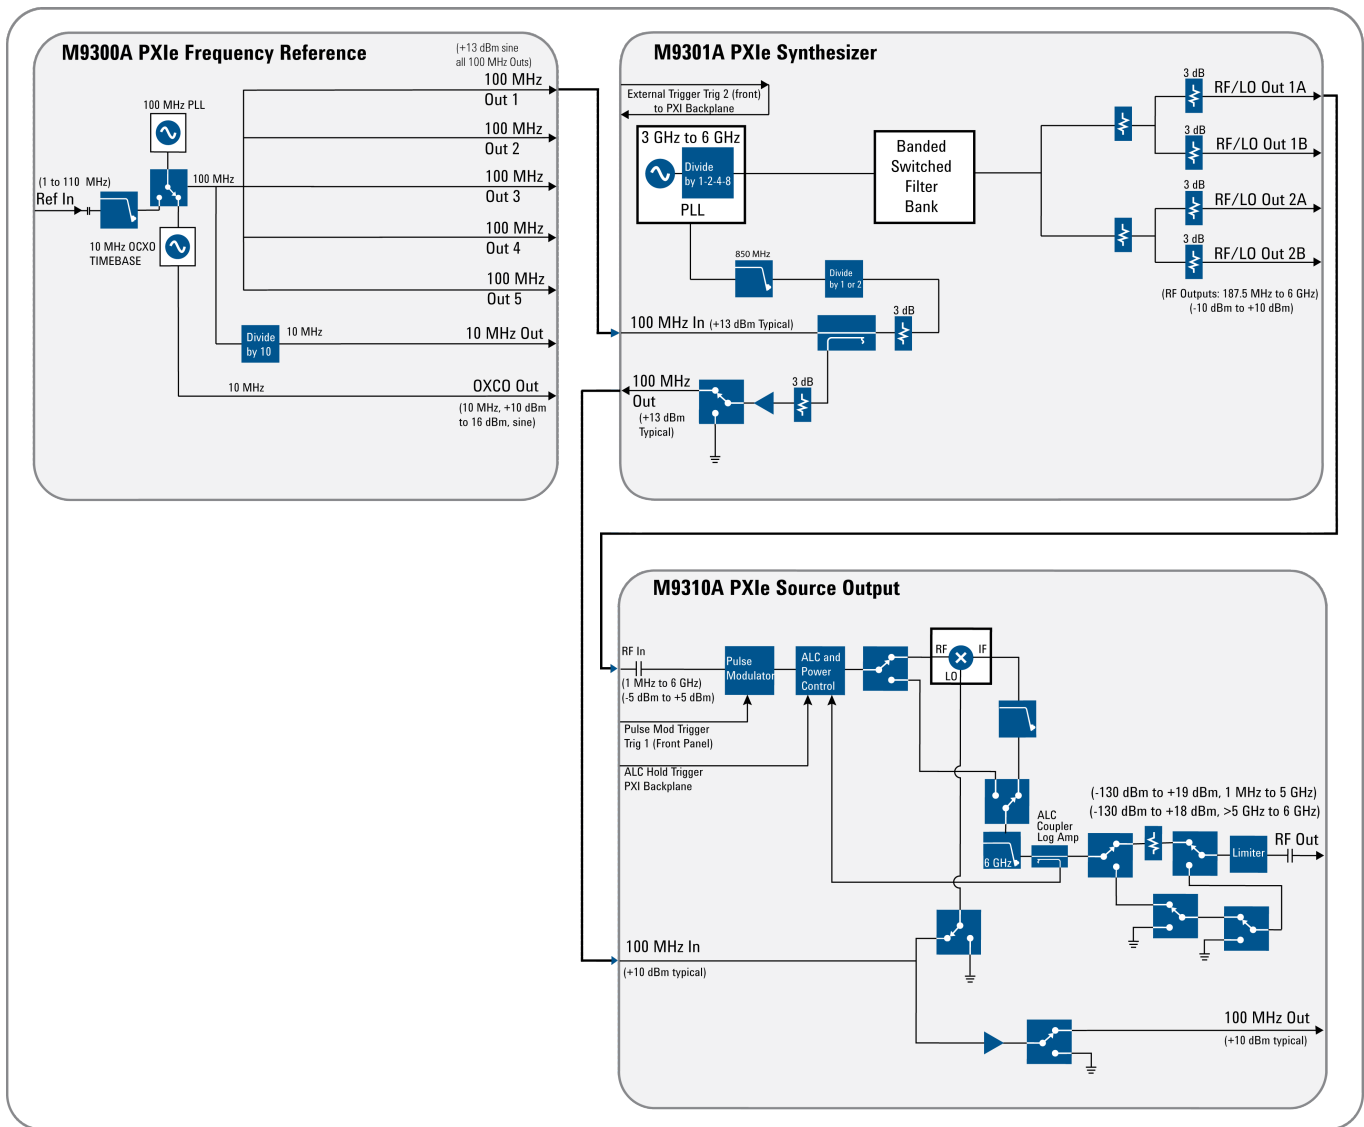 M9300A PXIe Frequency Reference
(+13 dBm sine
all 100 MHz Outs)
100 MHz
Out 1
100 MHz PLL
100 MHz
Out 2
(1 to 110 MHz)
Ref In
100 MHz
100 MHz
Out 3
10 MHz OCXO
TIMEBASE
100 MHz
Out 4
100 MHz
Out 5
Divide
by 10
10 MHz
10 MHz Out
10 MHz
OXCO Out
(10 MHz, +10 dBm
to 16 dBm, sine)
M9301A PXIe Synthesizer
External Trigger Trig 2 (front)
to PXI Backplane
3 GHz to 6 GHz
Divide
by 1-2-4-8
PLL
Banded
Switched
Filter
Bank
3 dB
RF/LO Out 1A
3 dB
RF/LO Out 1B
3 dB
RF/LO Out 2A
3 dB
RF/LO Out 2B
(RF Outputs: 187.5 MHz to 6 GHz)
(-10 dBm to +10 dBm)
850 MHz
Divide
by 1 or 2
100 MHz In (+13 dBm Typical)
3 dB
100 MHz
Out
(+13 dBm
Typical)
3 dB
M9310A PXIe Source Output
RF In
(1 MHz to 6 GHz)
(-5 dBm to +5 dBm)
Pulse
Modulator
ALC and
Power
Control
RF
IF
LO
Pulse Mod Trigger
Trig 1 (Front Panel)
ALC Hold Trigger
PXI Backplane
(-130 dBm to +19 dBm, 1 MHz to 5 GHz)
(-130 dBm to +18 dBm, >5 GHz to 6 GHz)
ALC
Coupler
Log Amp
6 GHz
Limiter
RF Out
100 MHz In
(+10 dBm typical)
100 MHz Out
(+10 dBm typical)